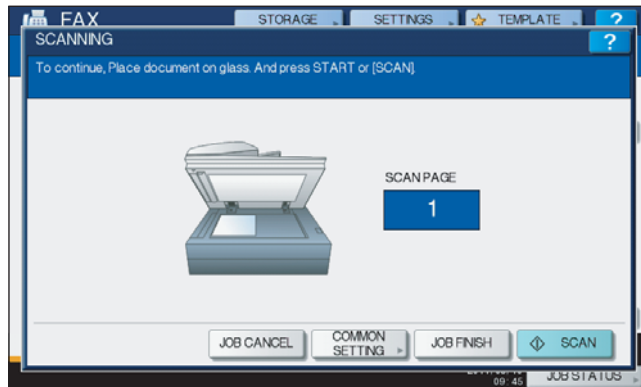 FAX
STORAGE
SETTINGS
TEMPLATE
?
SCANNING
?
To continue, Place document on glass. And press START or [SCAN].
SCAN PAGE
1
JOB CANCEL
COMMON
SETTING
JOB FINISH
SCAN
09:45
JOB STATUS